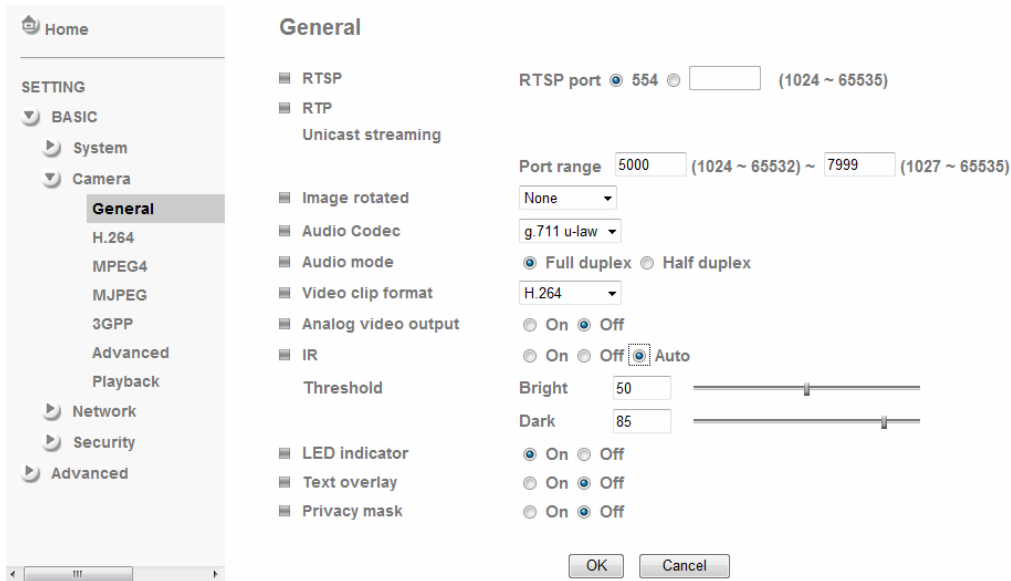 Home
SETTING
BASIC
System
Camera
General
H.264
MPEG4
MJPEG
3GPP
Advanced
Playback
Network
Security
Advanced
General
RTSP RTSP port 554 (1024 ~ 65535)
RTP
Unicast streaming
Port range 5000 (1024 ~ 65532) ~ 7999 (1027 ~ 65535)
Image rotated None
Audio Codec g.711 u-law
Audio mode Full duplex Half duplex
Video clip format H.264
Analog video output On Off
IR On Off Auto
Threshold Bright 50
Dark 85
LED indicator On Off
Text overlay On Off
Privacy mask On Off
OK Cancel